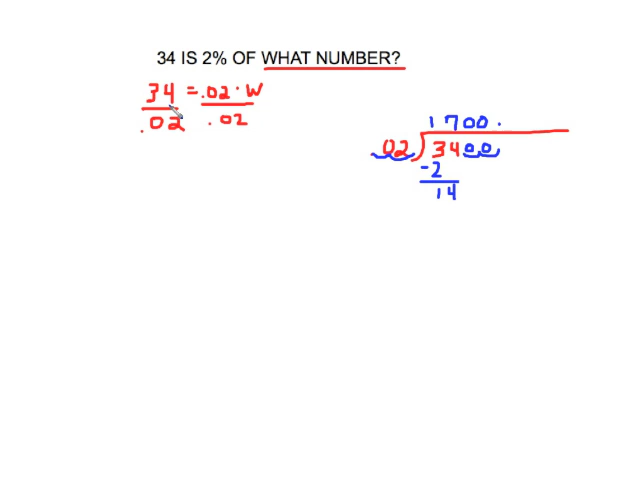 34 IS 2% OF WHAT NUMBER?
34 = .02 · W
.02 .02
1700.
02 3400
-2
14